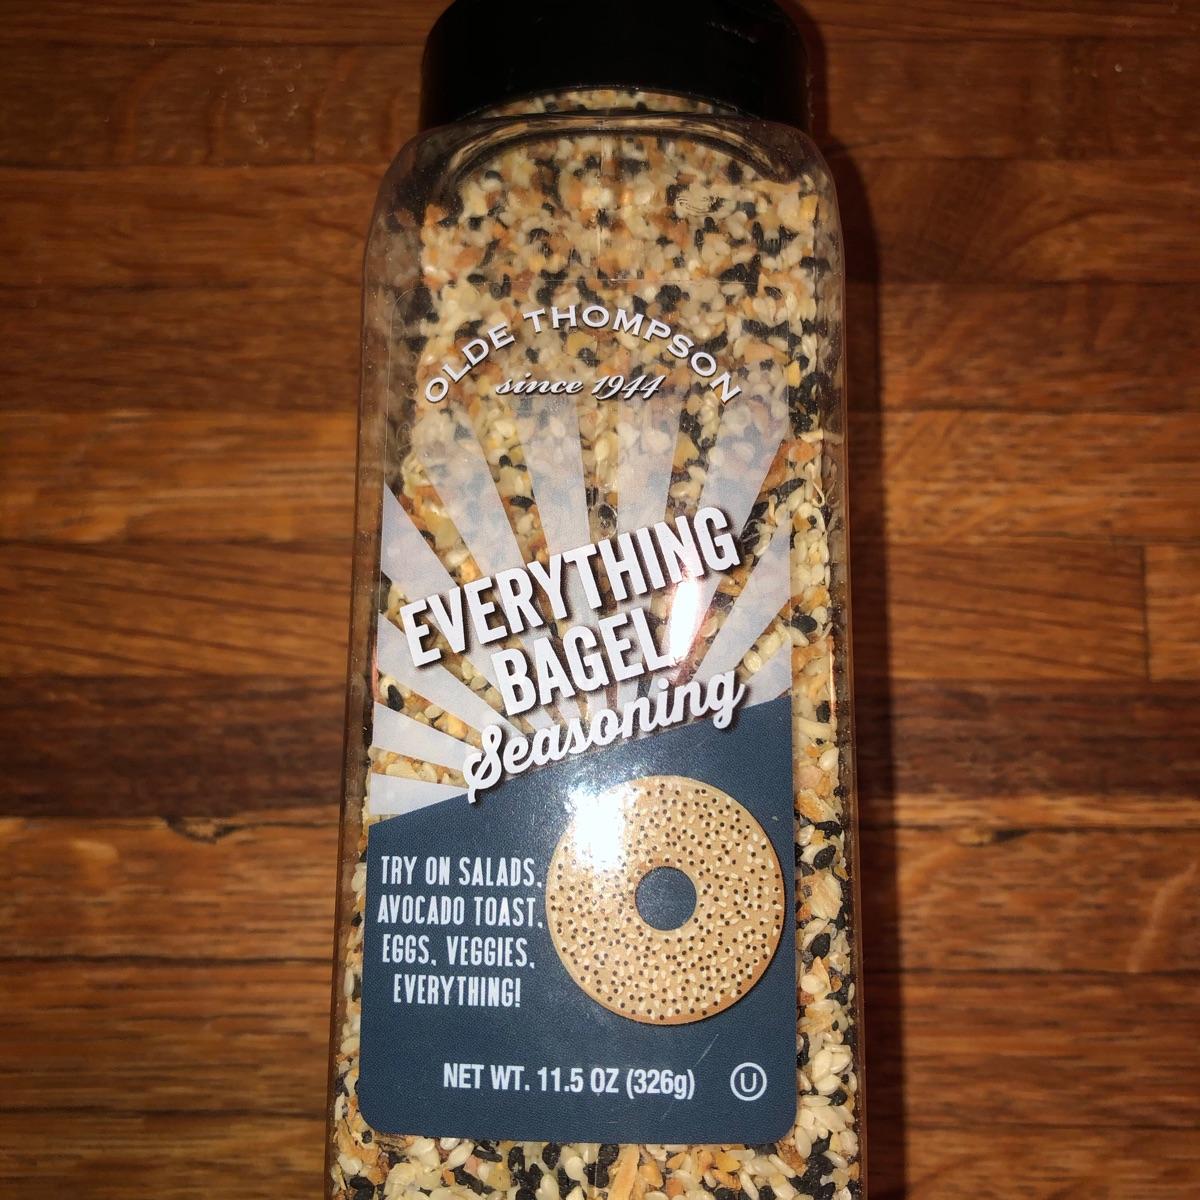 OLDE THOMPSON
since 1944
EVERYTHING
BAGEL
Seasoning
TRY ON SALADS,
AVOCADO TOAST,
EGGS, VEGGIES,
EVERYTHING!
NET WT. 11.5 OZ (326g)
U